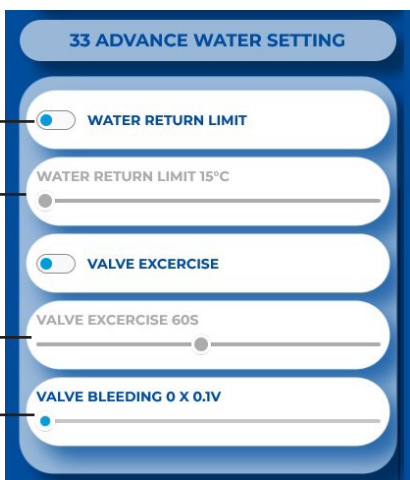 33 ADVANCE WATER SETTING
WATER RETURN LIMIT
WATER RETURN LIMIT 15°C
VALVE EXCERCISE
VALVE EXCERCISE 60S
VALVE BLEEDING 0 X 0.1V